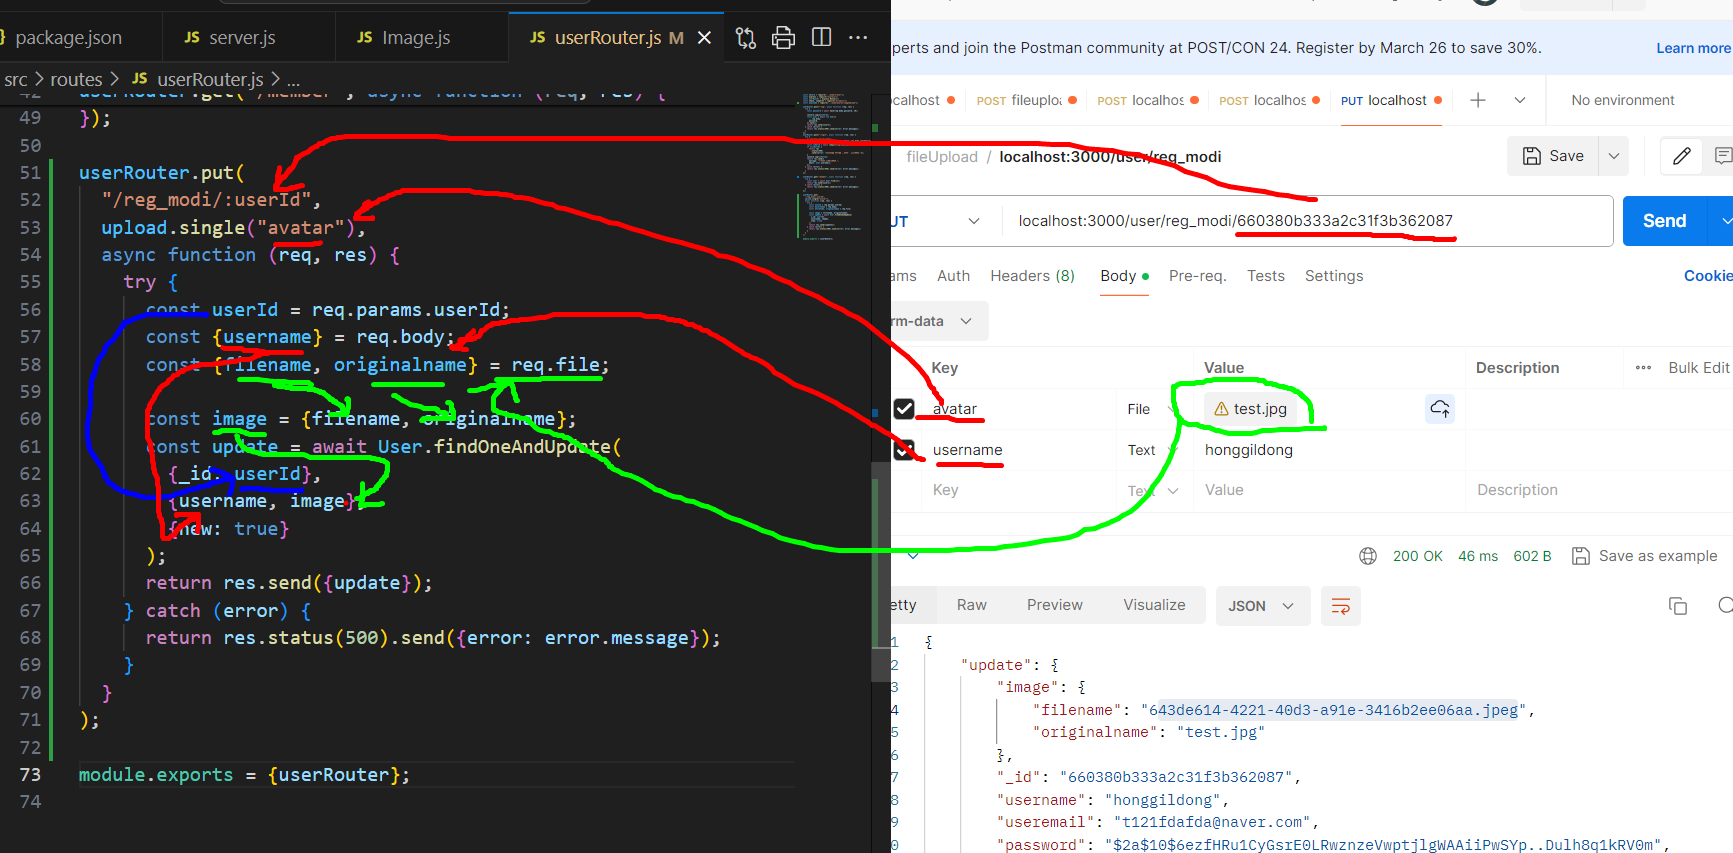 package.json
JS server.js
JS Image.js
JS userRouter.js M
src > routes > JS userRouter.js > ...
49 });
50
51 userRouter.put(
52 "/reg_modi/:userId",
53 upload.single("avatar"),
54 async function (req, res) {
55 try {
56 const userId = req.params.userId;
57 const {username} = req.body;
58 const {filename, originalname} = req.file;
59
60 const image = {filename, originalname};
61 const update = await User.findOneAndUpdate(
62 {_id: userId},
63 {username, image},
64 {new: true}
65 );
66 return res.send({update});
67 } catch (error) {
68 return res.status(500).send({error: error.message});
69 }
70 }
71 );
72
73 module.exports = {userRouter};
74
perts and join the Postman community at POST/CON 24. Register by March 26 to save 30%.
Learn more
ocalhost
POST fileuploa
POST localhos
POST localhos
PUT localhost
No environment
fileUpload / localhost:3000/user/reg_modi
Save
UT
localhost:3000/user/reg_modi/660380b333a2c31f3b362087
Send
ams Auth Headers (8) Body Pre-req. Tests Settings
Cookie
rm-data
Key Value Description ... Bulk Edit
avatar File test.jpg
username Text honggildong
Key Text Value Description
200 OK 46 ms 602 B Save as example
etty Raw Preview Visualize JSON
1 {
2 "update": {
3 "image": {
4 "filename": "643de614-4221-40d3-a91e-3416b2ee06aa.jpeg",
5 "originalname": "test.jpg"
6 },
7 "_id": "660380b333a2c31f3b362087",
8 "username": "honggildong",
9 "useremail": "t121fdafda@naver.com",
0 "password": "$2a$10$6ezfHRu1CyGsrE0LRwznzeVwptjlgWAAiiPwSYp..Dulh8q1kRV0m",